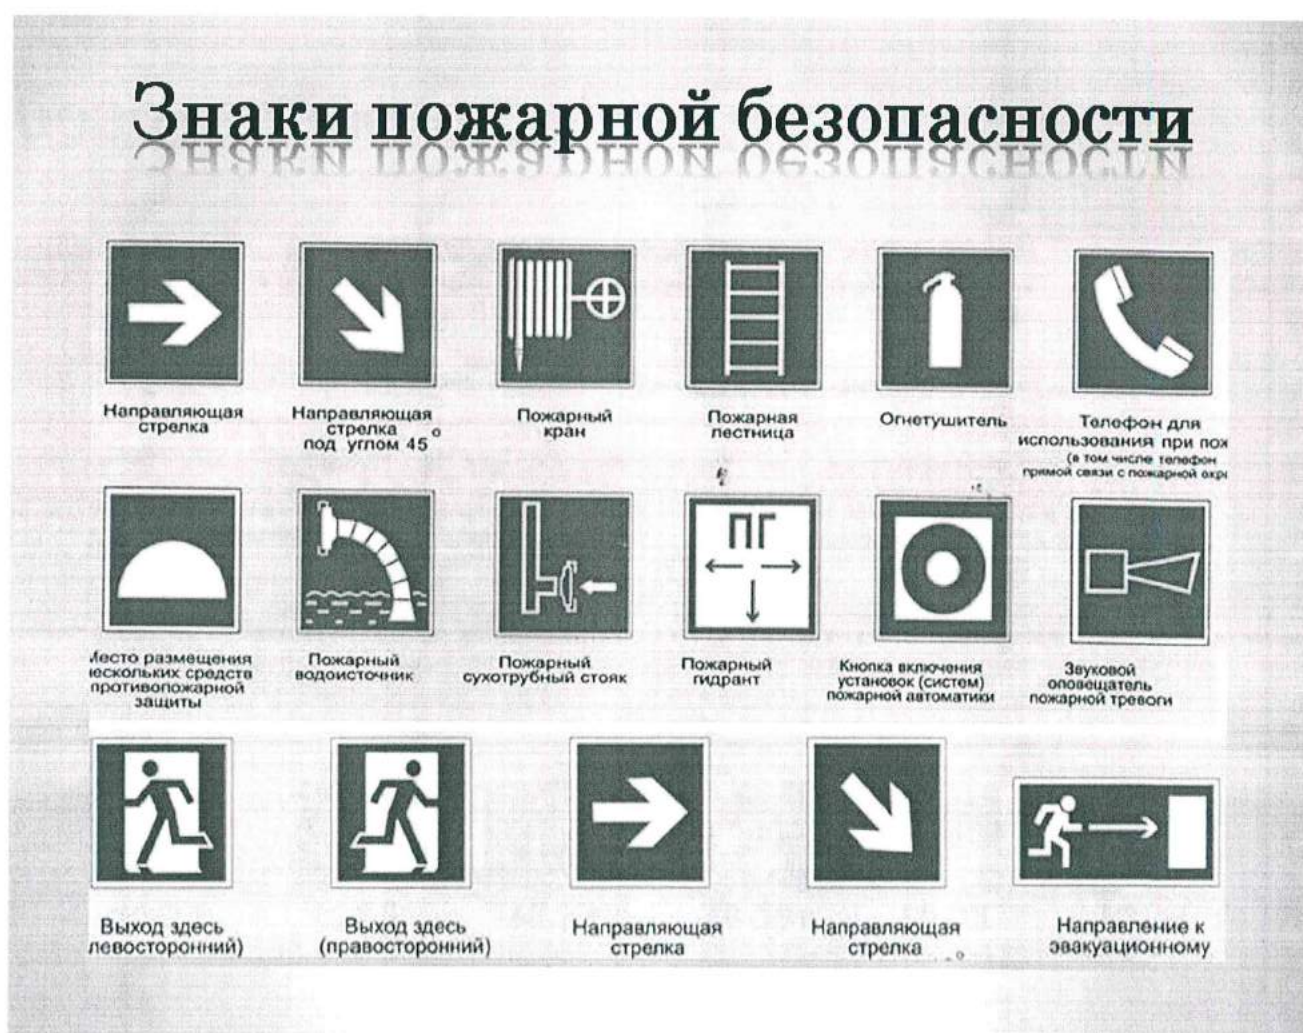 Знаки пожарной безопасности
Направляющая
стрелка
Направляющая
стрелка
под углом 45°
Пожарный
кран
Пожарная
лестница
Огнетушитель
Телефон для
использования при пож
(в том числе телефон
прямой связи с пожарной охр
ПГ
Место размещения
нескольких средств
противопожарной
защиты
Пожарный
водоисточник
Пожарный
сухотрубный стояк
Пожарный
гидрант
Кнопка включения
установок (систем)
пожарной автоматики
Звуковой
оповещатель
пожарной тревоги
Выход здесь
левосторонний)
Выход здесь
(правосторонний)
Направляющая
стрелка
Направляющая
стрелка
Направление к
эвакуационному